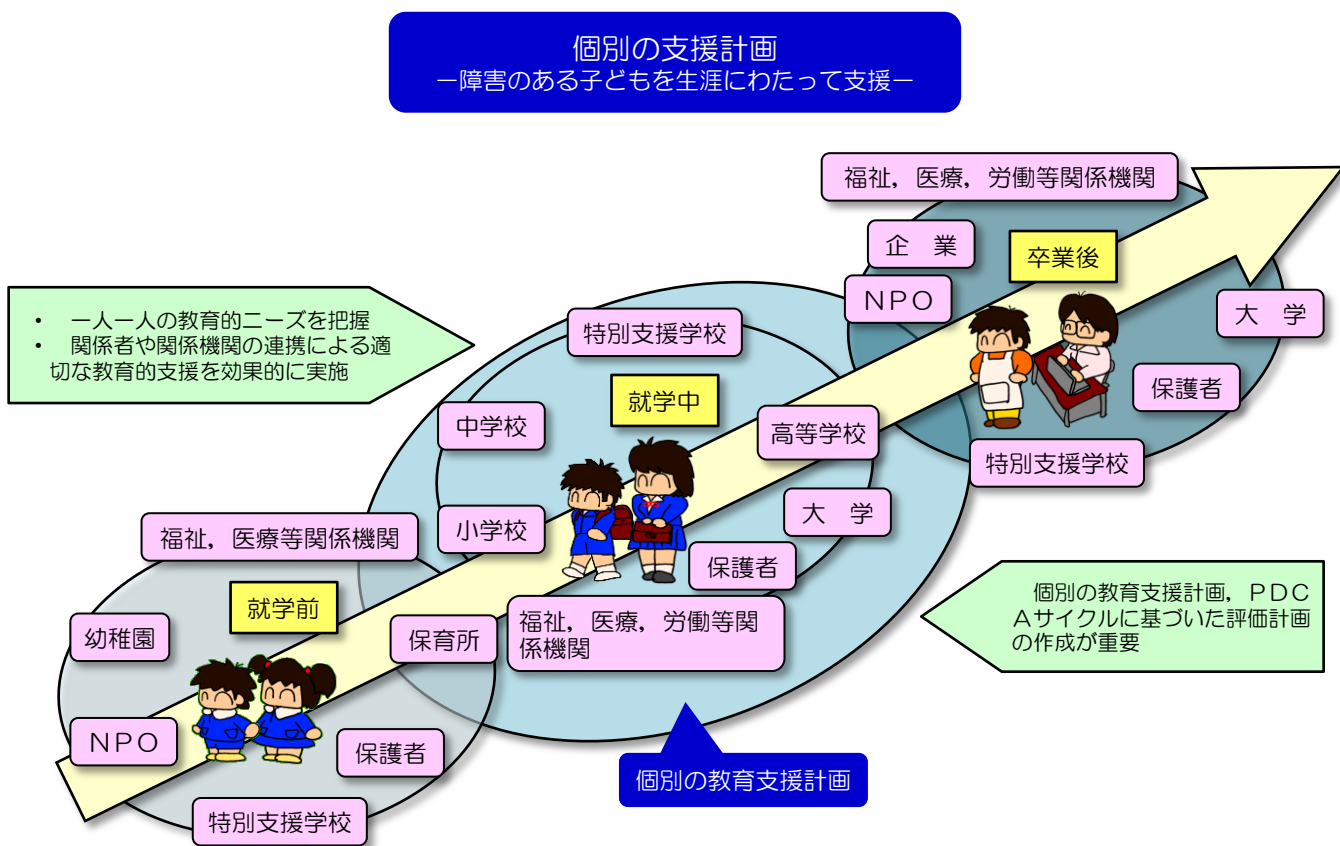 個別の支援計画
－障害のある子どもを生涯にわたって支援－
福祉，医療，労働等関係機関
企　業
卒業後
ＮＰＯ
大　学
保護者
特別支援学校
・　一人一人の教育的ニーズを把握
・　関係者や関係機関の連携による適
切な教育的支援を効果的に実施
特別支援学校
就学中
中学校
高等学校
小学校
大　学
保護者
福祉，医療，労働等関
係機関
福祉，医療等関係機関
就学前
幼稚園
保育所
ＮＰＯ
保護者
特別支援学校
個別の教育支援計画，ＰＤＣ
Ａサイクルに基づいた評価計画
の作成が重要
個別の教育支援計画